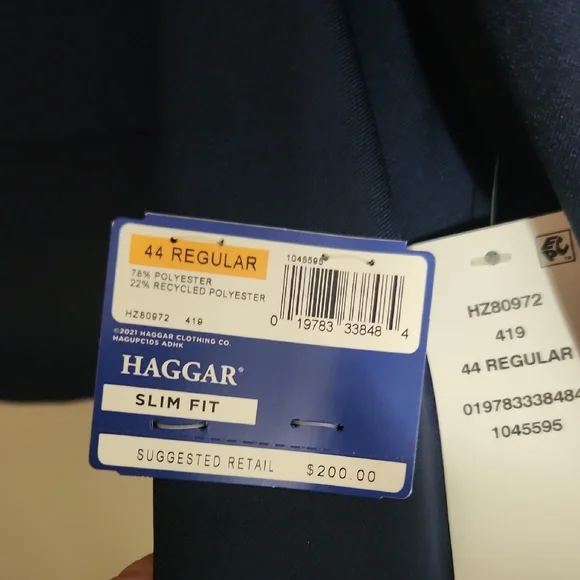 44 REGULAR
78% POLYESTER
22% RECYCLED POLYESTER
HZ80972 419
1045595
0 19783 33848 4
©2021 HAGGAR CLOTHING CO.
HAGUPC105 ADHK
HAGGAR®
SLIM FIT
SUGGESTED RETAIL $200.00
EPC
HZ80972
419
44 REGULAR
019783338484
1045595